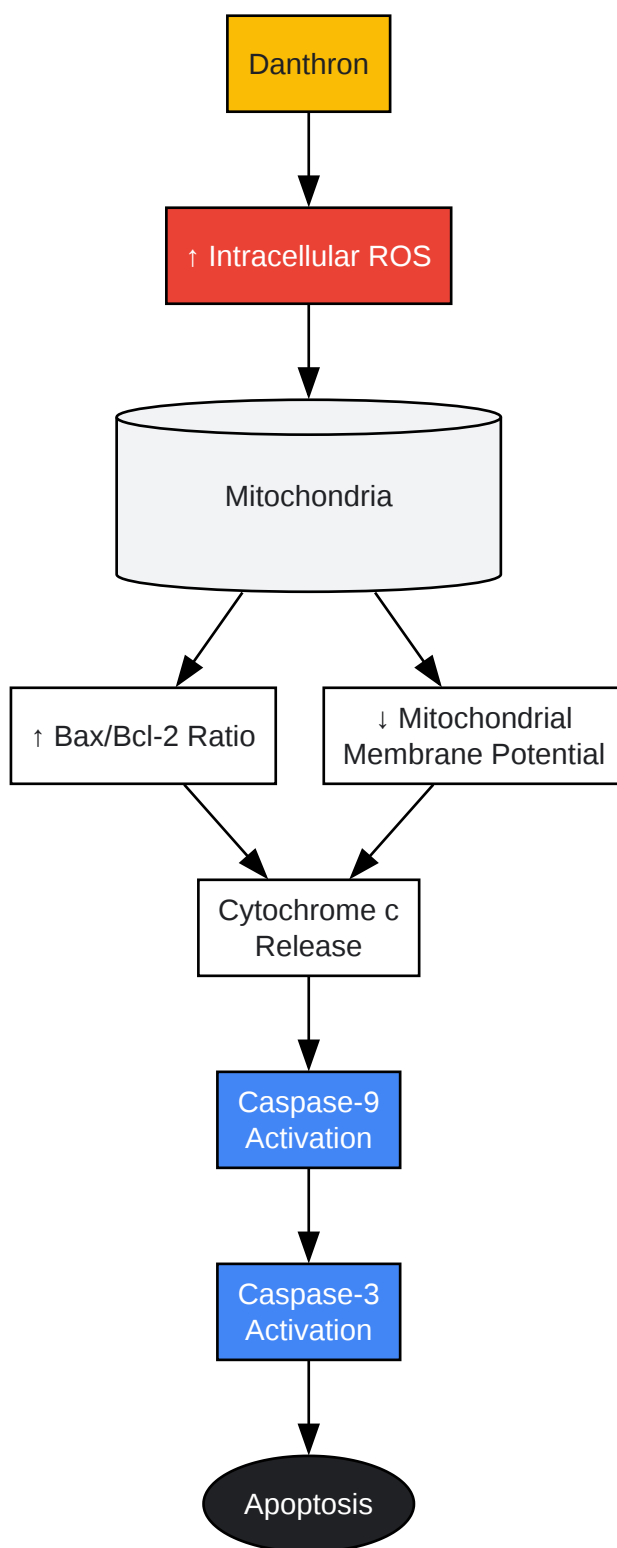 Danthron
↑ Intracellular ROS
Mitochondria
↑ Bax/Bcl-2 Ratio
↓ Mitochondrial
Membrane Potential
Cytochrome c
Release
Caspase-9
Activation
Caspase-3
Activation
Apoptosis